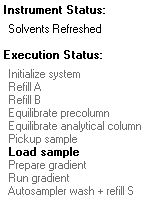 Instrument Status:
Solvents Refreshed
Execution Status:
Initialize system
Refill A
Refill B
Equilibrate precolumn
Equilibrate analytical column
Pickup sample
Load sample
Prepare gradient
Run gradient
Autosampler wash + refill S